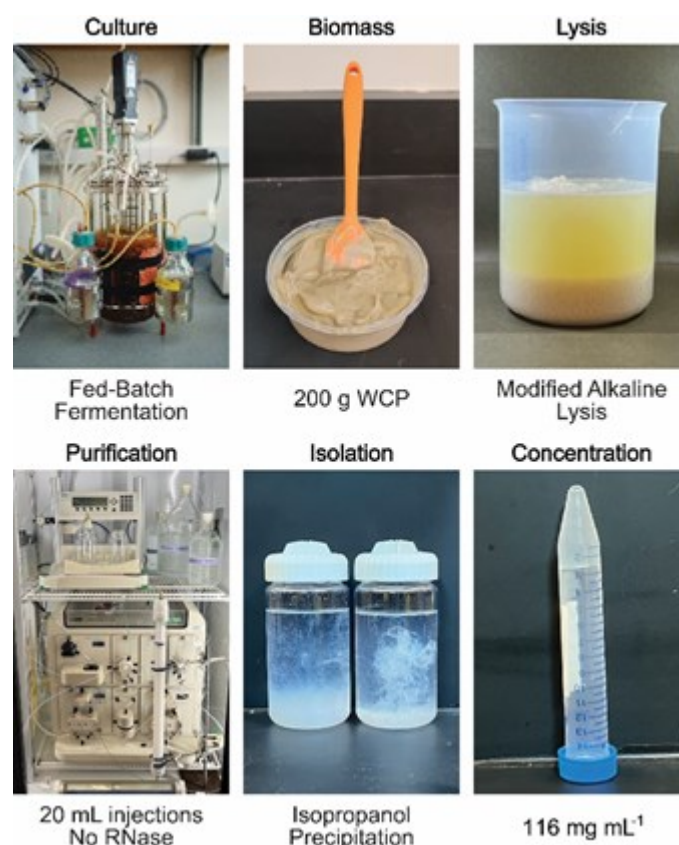 Culture
Biomass
Lysis
Fed-Batch
Fermentation
200 g WCP
Modified Alkaline
Lysis
Purification
Isolation
Concentration
20 mL injections
No RNase
Isopropanol
Precipitation
116 mg mL⁻¹